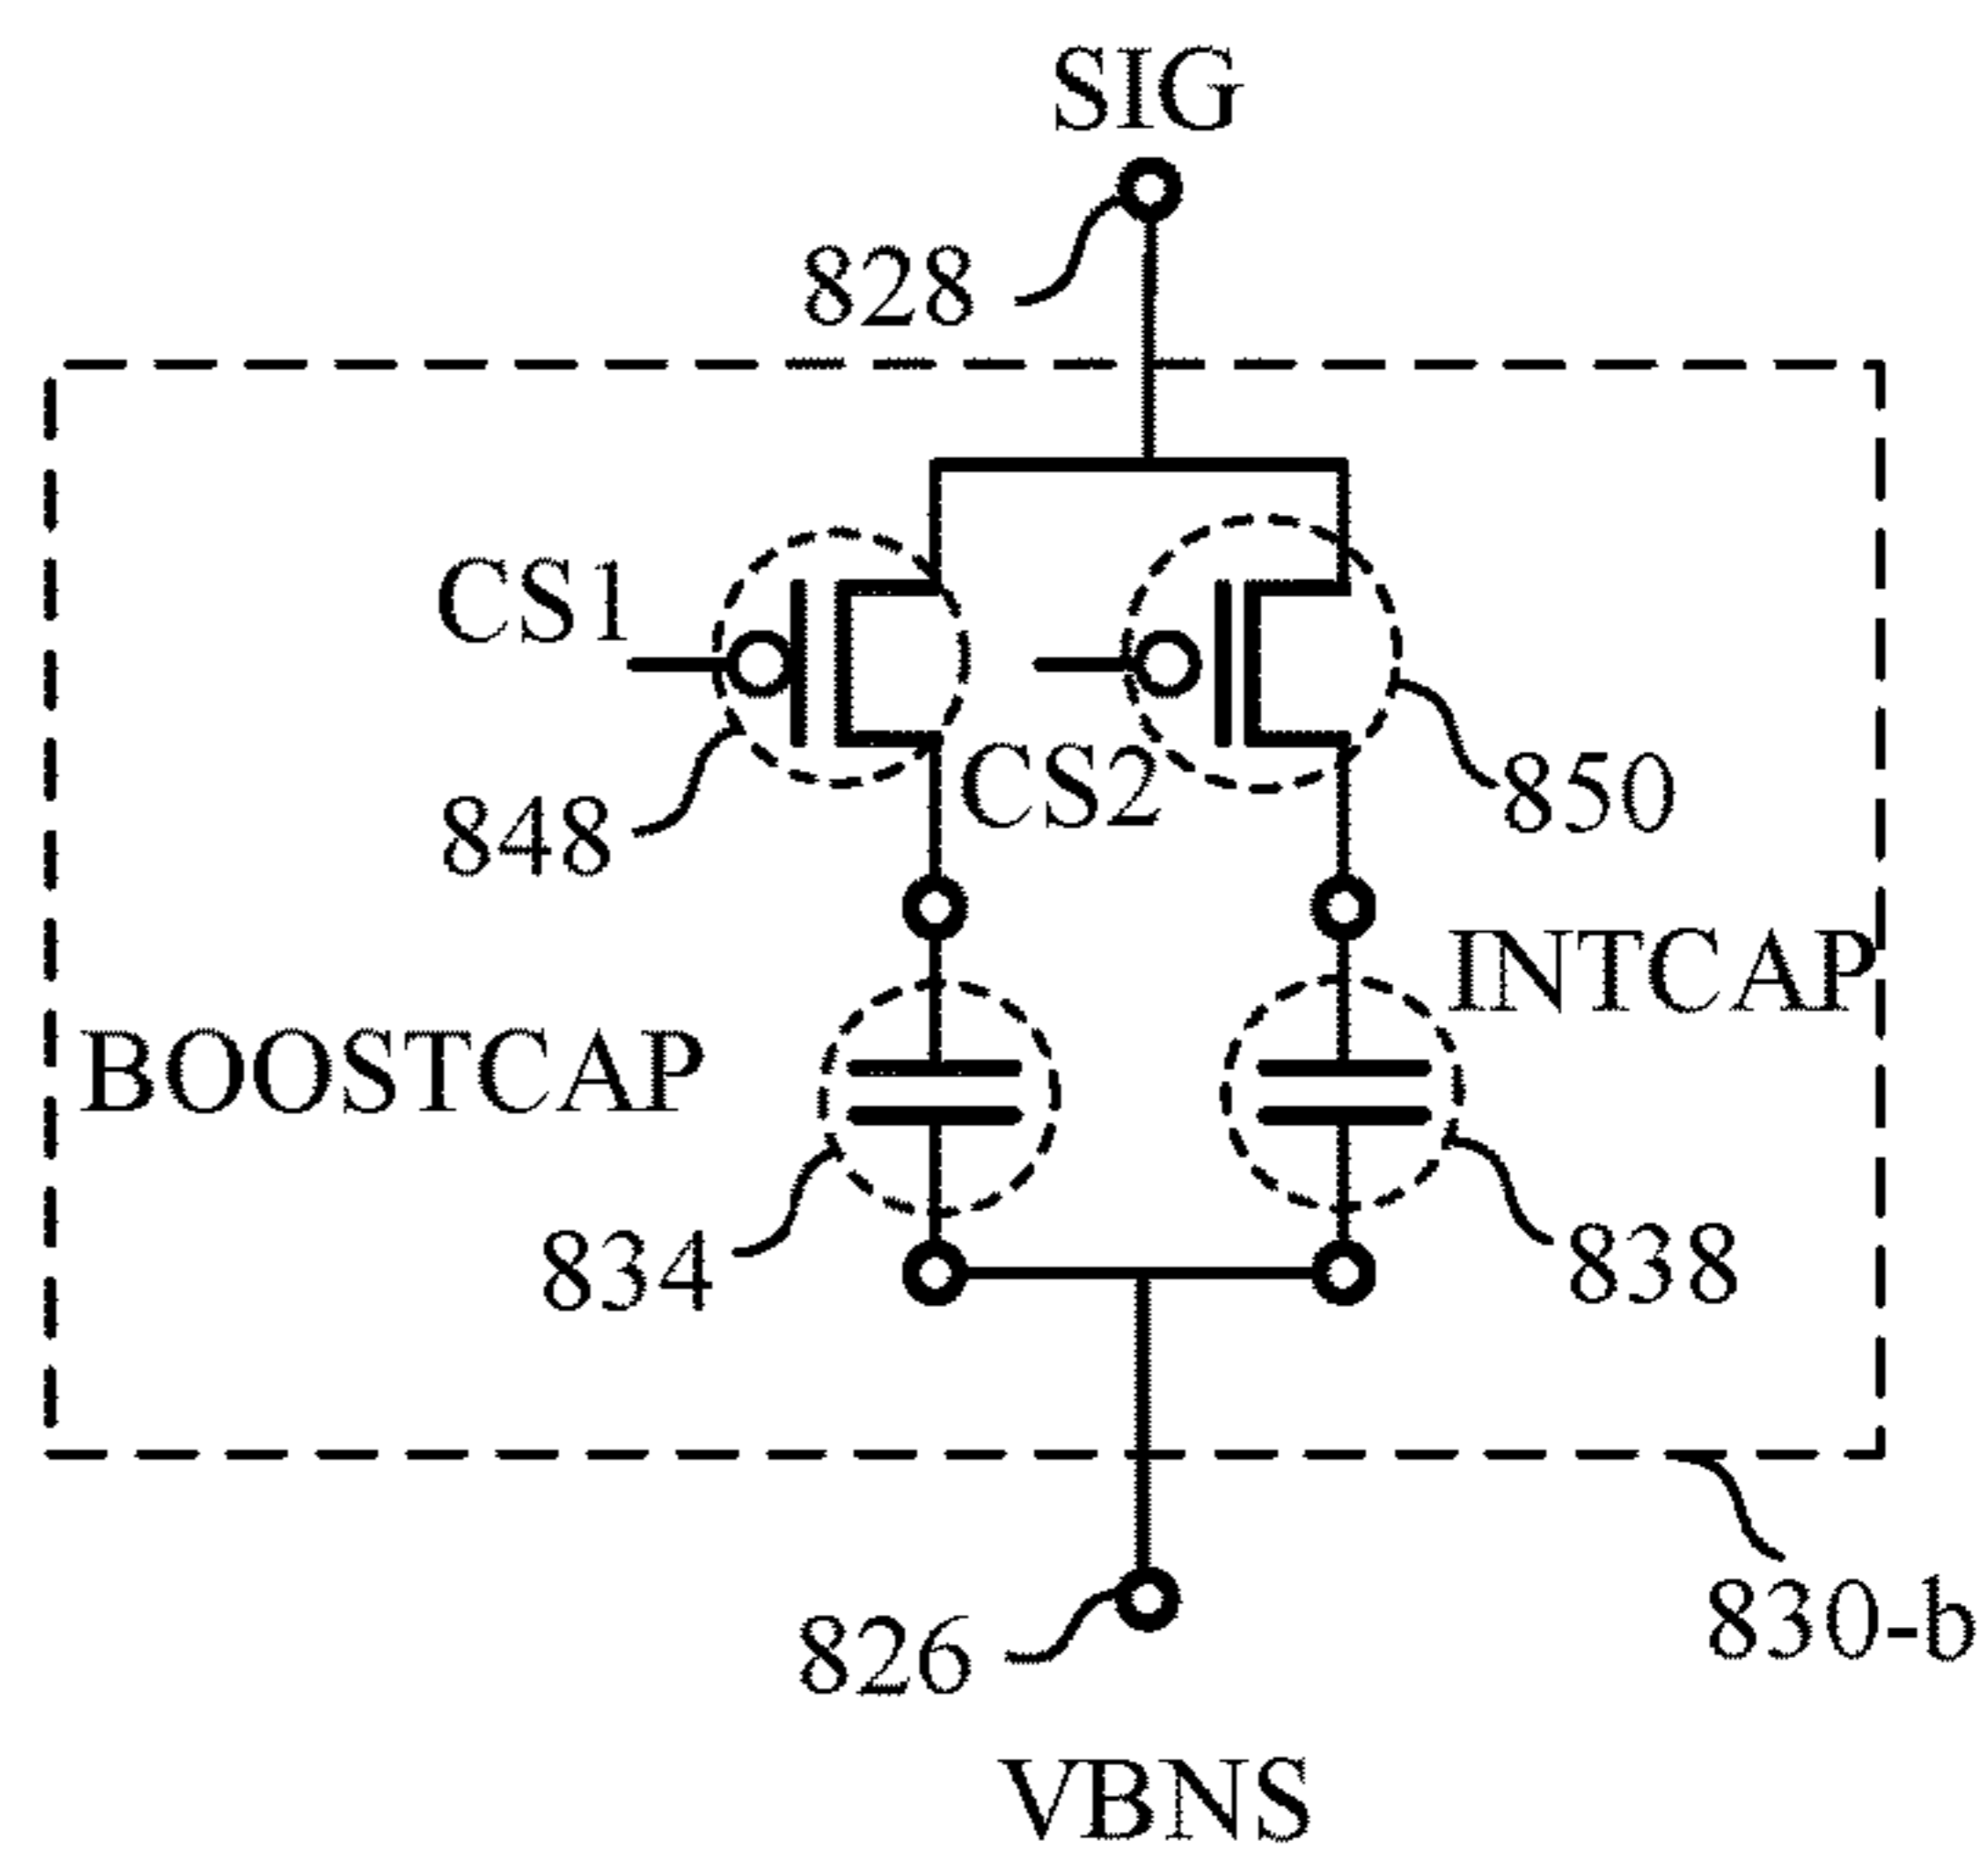 SIG
828
CS1
CS2
848
850
INTCAP
BOOSTCAP
834
838
830-b
826
VBNS